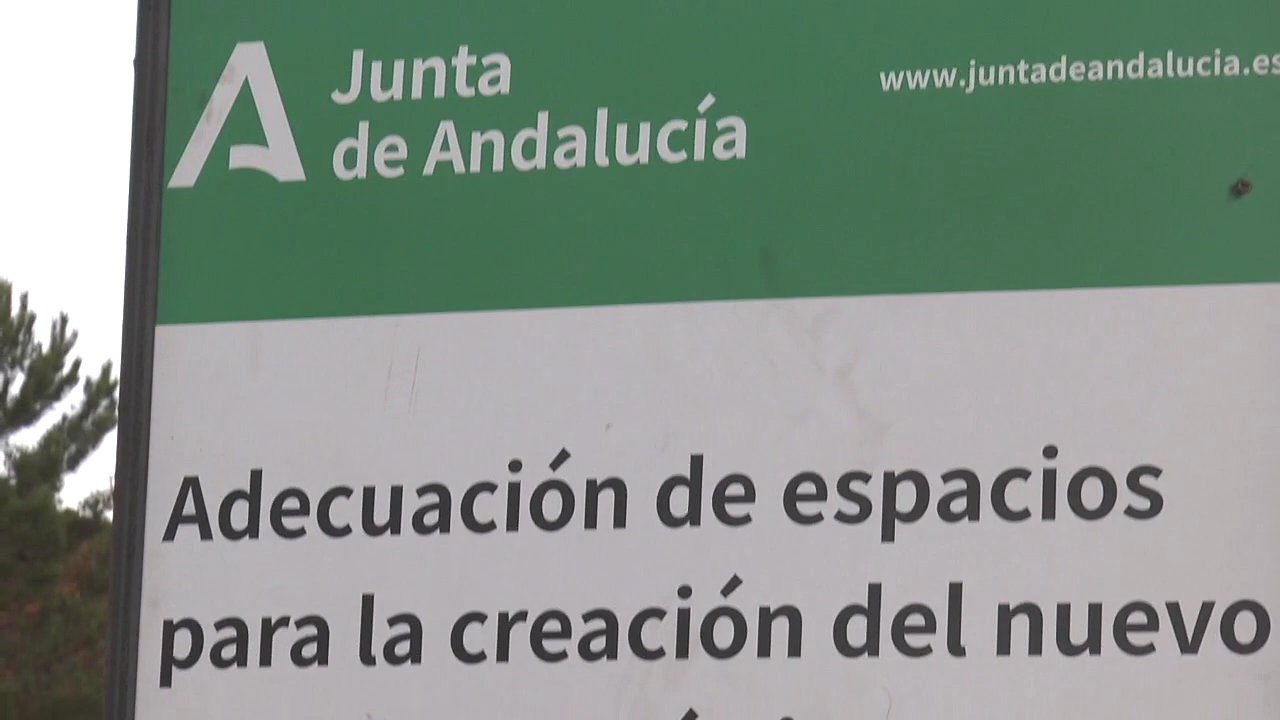 Junta
de Andalucía
www.juntadeandalucia.es
Adecuación de espacios
para la creación del nuevo